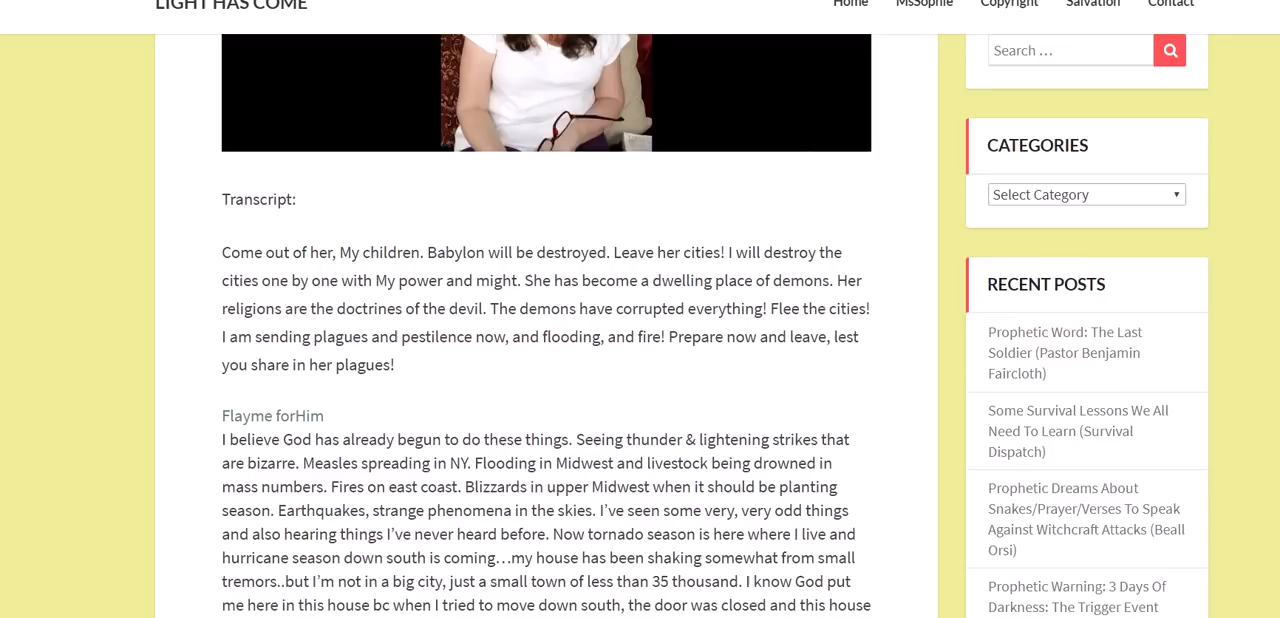 LIGHT HAS COME
Home MsSophie Copyright Salvation Contact
Search ...
CATEGORIES
Select Category
Transcript:
Come out of her, My children. Babylon will be destroyed. Leave her cities! I will destroy the
cities one by one with My power and might. She has become a dwelling place of demons. Her
religions are the doctrines of the devil. The demons have corrupted everything! Flee the cities!
I am sending plagues and pestilence now, and flooding, and fire! Prepare now and leave, lest
you share in her plagues!
Flayme forHim
I believe God has already begun to do these things. Seeing thunder & lightening strikes that
are bizarre. Measles spreading in NY. Flooding in Midwest and livestock being drowned in
mass numbers. Fires on east coast. Blizzards in upper Midwest when it should be planting
season. Earthquakes, strange phenomena in the skies. I've seen some very, very odd things
and also hearing things I've never heard before. Now tornado season is here where I live and
hurricane season down south is coming…my house has been shaking somewhat from small
tremors..but I'm not in a big city, just a small town of less than 35 thousand. I know God put
me here in this house bc when I tried to move down south, the door was closed and this house
RECENT POSTS
Prophetic Word: The Last
Soldier (Pastor Benjamin
Faircloth)
Some Survival Lessons We All
Need To Learn (Survival
Dispatch)
Prophetic Dreams About
Snakes/Prayer/Verses To Speak
Against Witchcraft Attacks (Beall
Orsi)
Prophetic Warning: 3 Days Of
Darkness: The Trigger Event